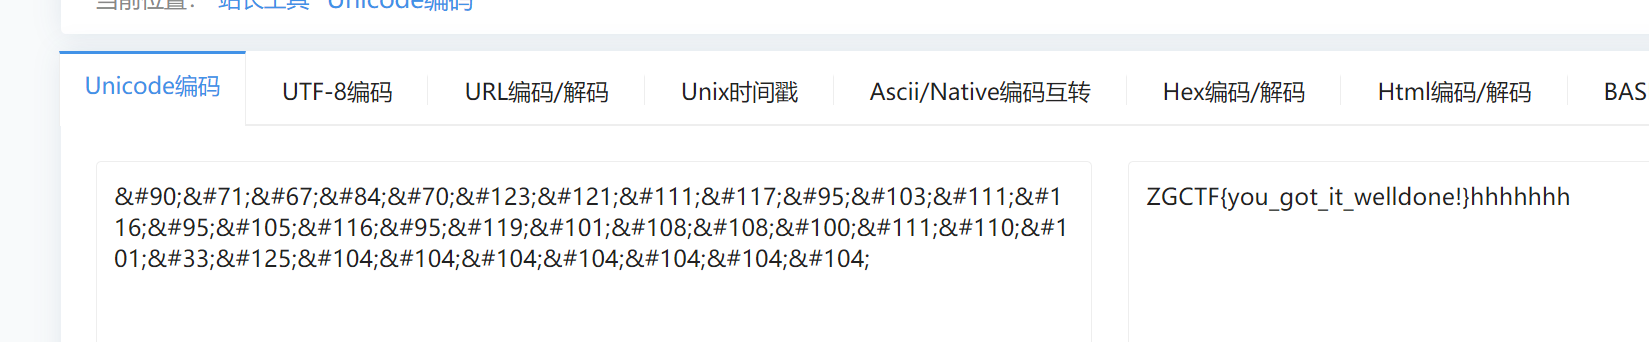 当前位置： 站长工具 Unicode编码
Unicode编码 UTF-8编码 URL编码/解码 Unix时间戳 Ascii/Native编码互转 Hex编码/解码 Html编码/解码 BAS
&#90;&#71;&#67;&#84;&#70;&#123;&#121;&#111;&#117;&#95;&#103;&#111;&#1
16;&#95;&#105;&#116;&#95;&#119;&#101;&#108;&#108;&#100;&#111;&#110;&#1
01;&#33;&#125;&#104;&#104;&#104;&#104;&#104;&#104;&#104;
ZGCTF{you_got_it_welldone!}hhhhhhh